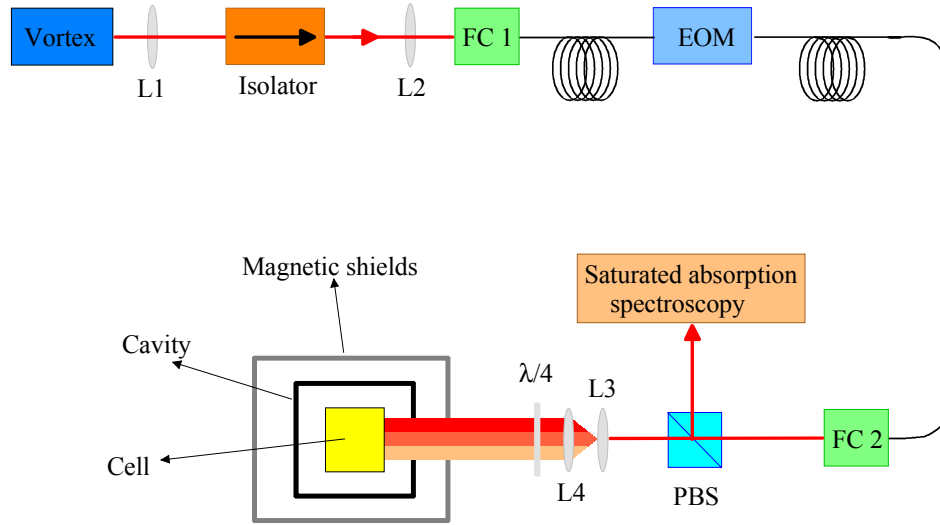 Vortex
L1
Isolator
L2
FC 1
EOM
Magnetic shields
Cavity
Cell
λ/4
L4
L3
Saturated absorption
spectroscopy
PBS
FC 2